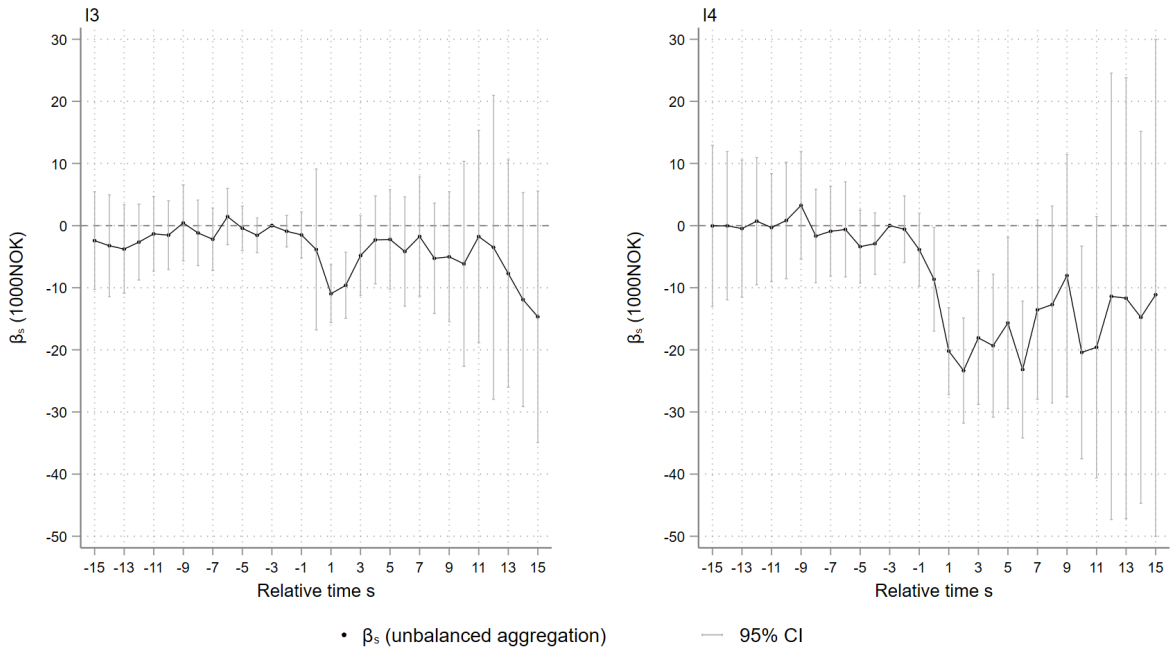 I3
30
20
10
0
-10
-20
-30
-40
-50
βₛ (1000NOK)
-15 -13 -11 -9 -7 -5 -3 -1 1 3 5 7 9 11 13 15
Relative time s
I4
30
20
10
0
-10
-20
-30
-40
-50
βₛ (1000NOK)
-15 -13 -11 -9 -7 -5 -3 -1 1 3 5 7 9 11 13 15
Relative time s
βₛ (unbalanced aggregation) 95% CI